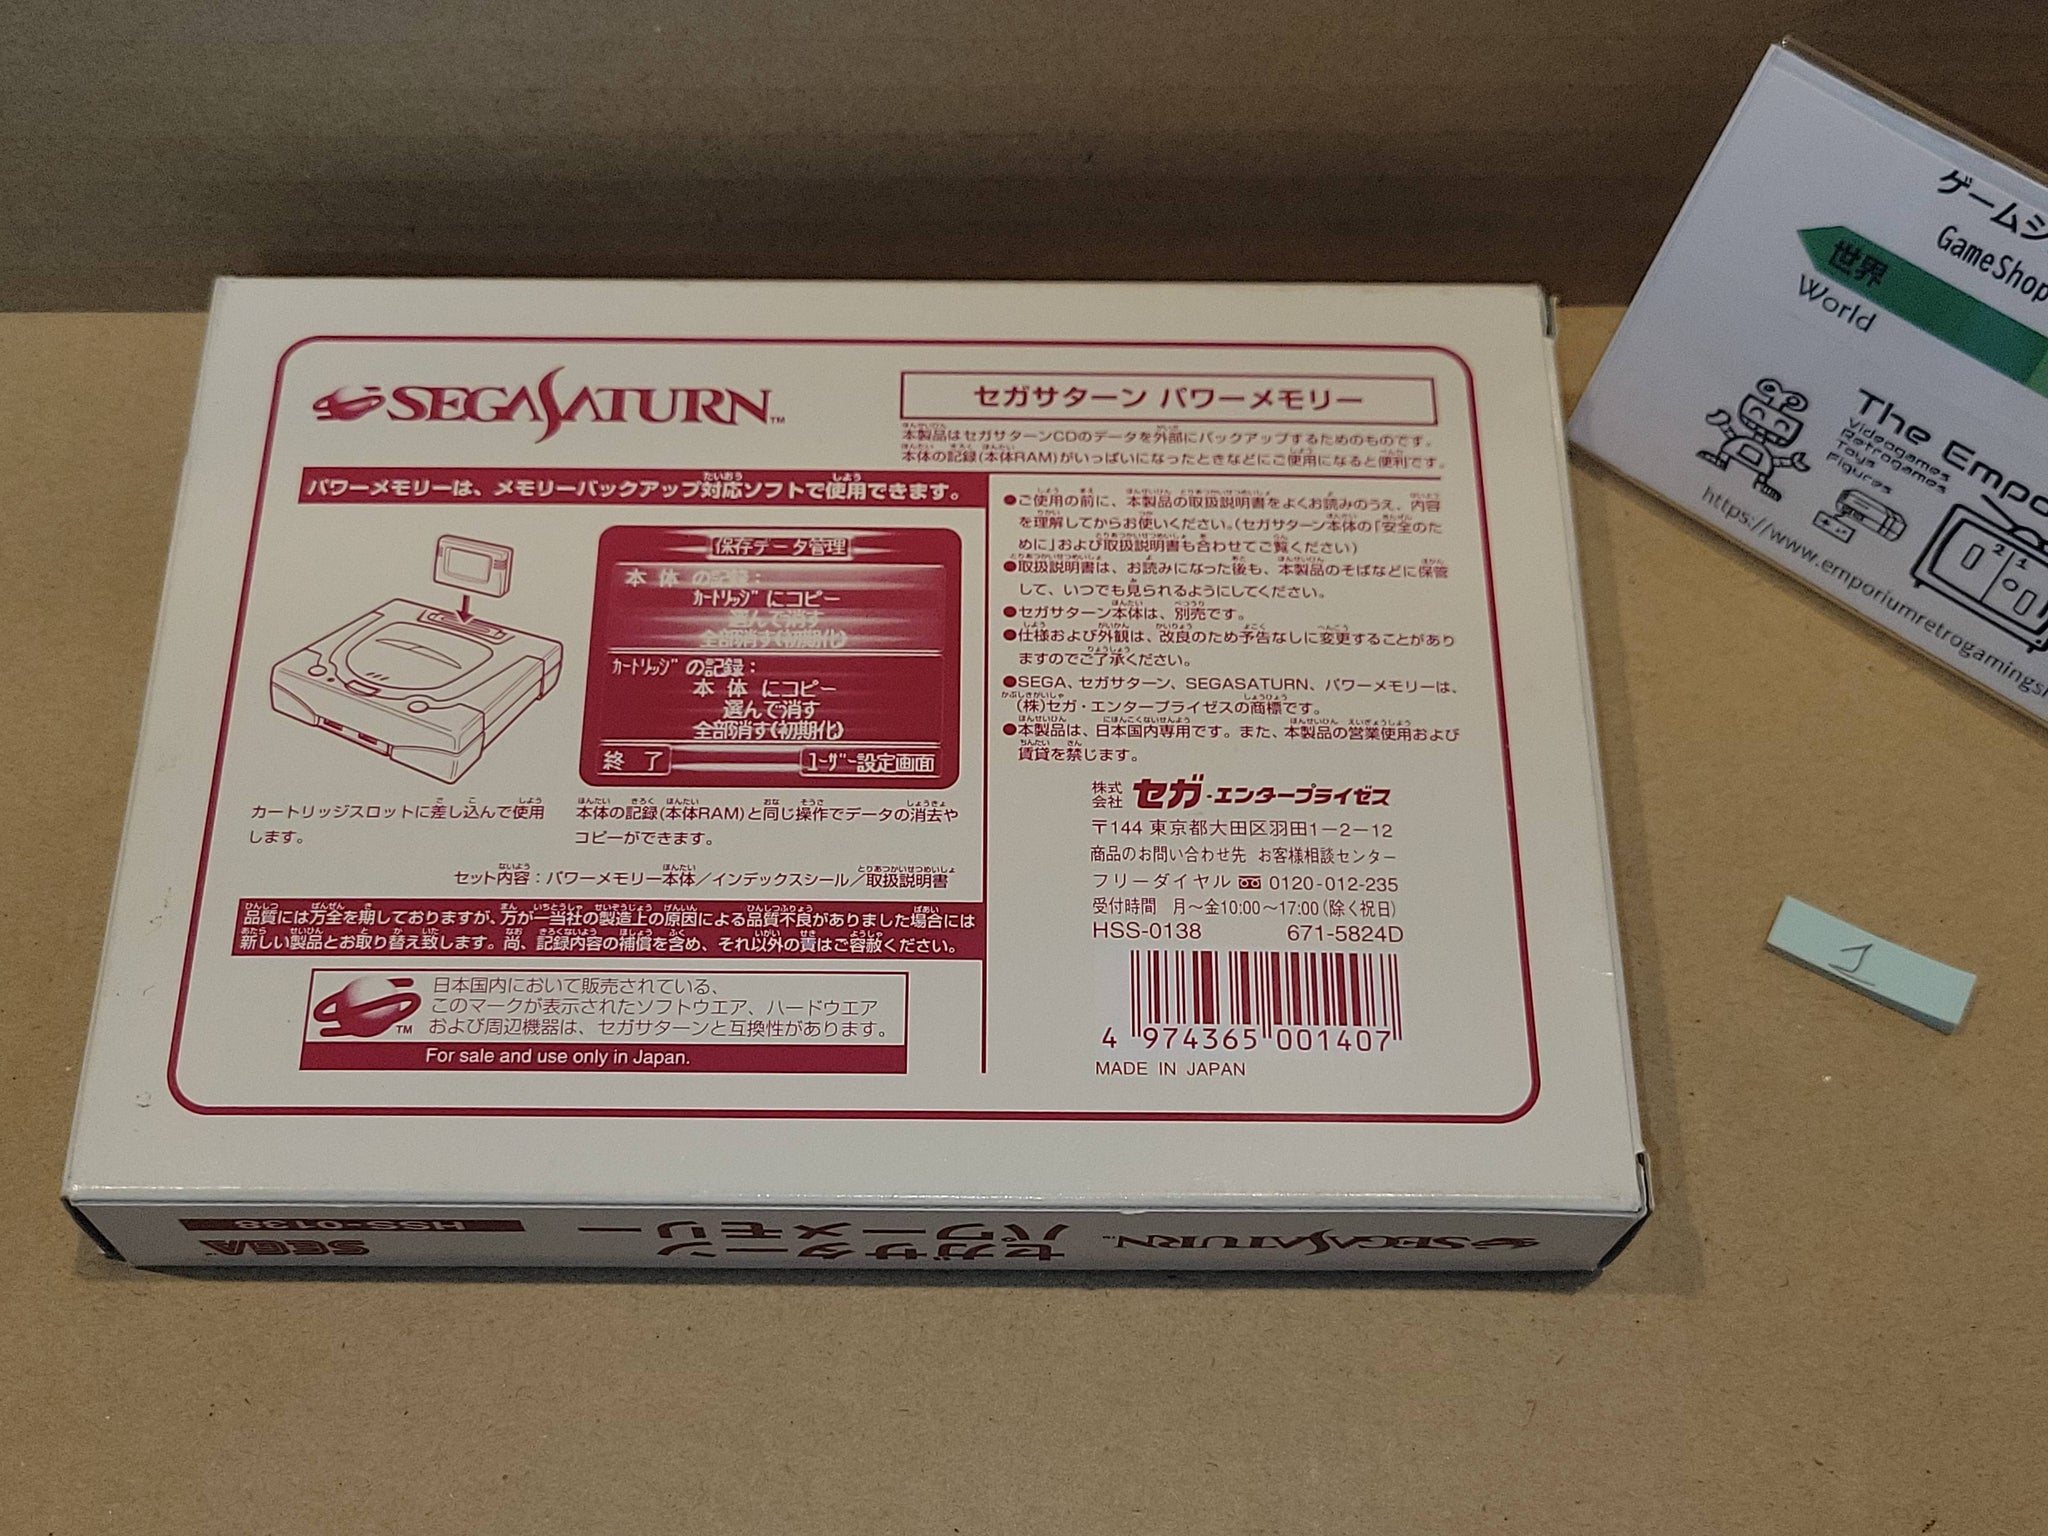 SEGASATURN™
セガサターン パワーメモリー
本製品はセガサターンCDのデータを外部にバックアップするためのものです。
本体の記録(本体RAM)がいっぱいになったときなどにご使用になると便利です。
パワーメモリーは、メモリーバックアップ対応ソフトで使用できます。
保存データ管理
本 体 の記録：
カートリッジにコピー
選んで消す
全部消す(初期化)
カートリッジの記録：
本 体 にコピー
選んで消す
全部消す(初期化)
終 了
ユーザー設定画面
カートリッジスロットに差し込んで使用
します。
本体の記録(本体RAM)と同じ操作でデータの消去や
コピーができます。
セット内容：パワーメモリー本体／インデックスシール／取扱説明書
品質には万全を期しておりますが、万が一当社の製造上の原因による品質不良がありました場合には
新しい製品とお取り替え致します。尚、記録内容の補償を含め、それ以外の責はご容赦ください。
日本国内において販売されている、
このマークが表示されたソフトウエア、ハードウエア
および周辺機器は、セガサターンと互換性があります。
TM
For sale and use only in Japan.
●ご使用の前に、本製品の取扱説明書をよくお読みのうえ、内容
を理解してからお使いください。(セガサターン本体の「安全のた
めに」および取扱説明書も合わせてご覧ください)
●取扱説明書は、お読みになった後も、本製品のそばなどに保管
して、いつでも見られるようにしてください。
●セガサターン本体は、別売です。
●仕様および外観は、改良のため予告なしに変更することがあり
ますのでご了承ください。
●SEGA、セガサターン、SEGASATURN、パワーメモリーは、
(株)セガ・エンタープライゼスの商標です。
●本製品は、日本国内専用です。また、本製品の営業使用および
賃貸を禁じます。
株式会社 セガ・エンタープライゼス
〒144 東京都大田区羽田1－2－12
商品のお問い合わせ先 お客様相談センター
フリーダイヤル 0120-012-235
受付時間 月～金10:00～17:00(除く祝日)
HSS-0138 671-5824D
4 974365 001407
MADE IN JAPAN
SEGASATURN™
セガサターン
パワーメモリー
HSS-0138
SEGA
ゲームシ
GameShop
世界
World
The Empo
Videogames
Retrogames
Toys
Figures
https://www.emporiumretrogamings
2 1
1